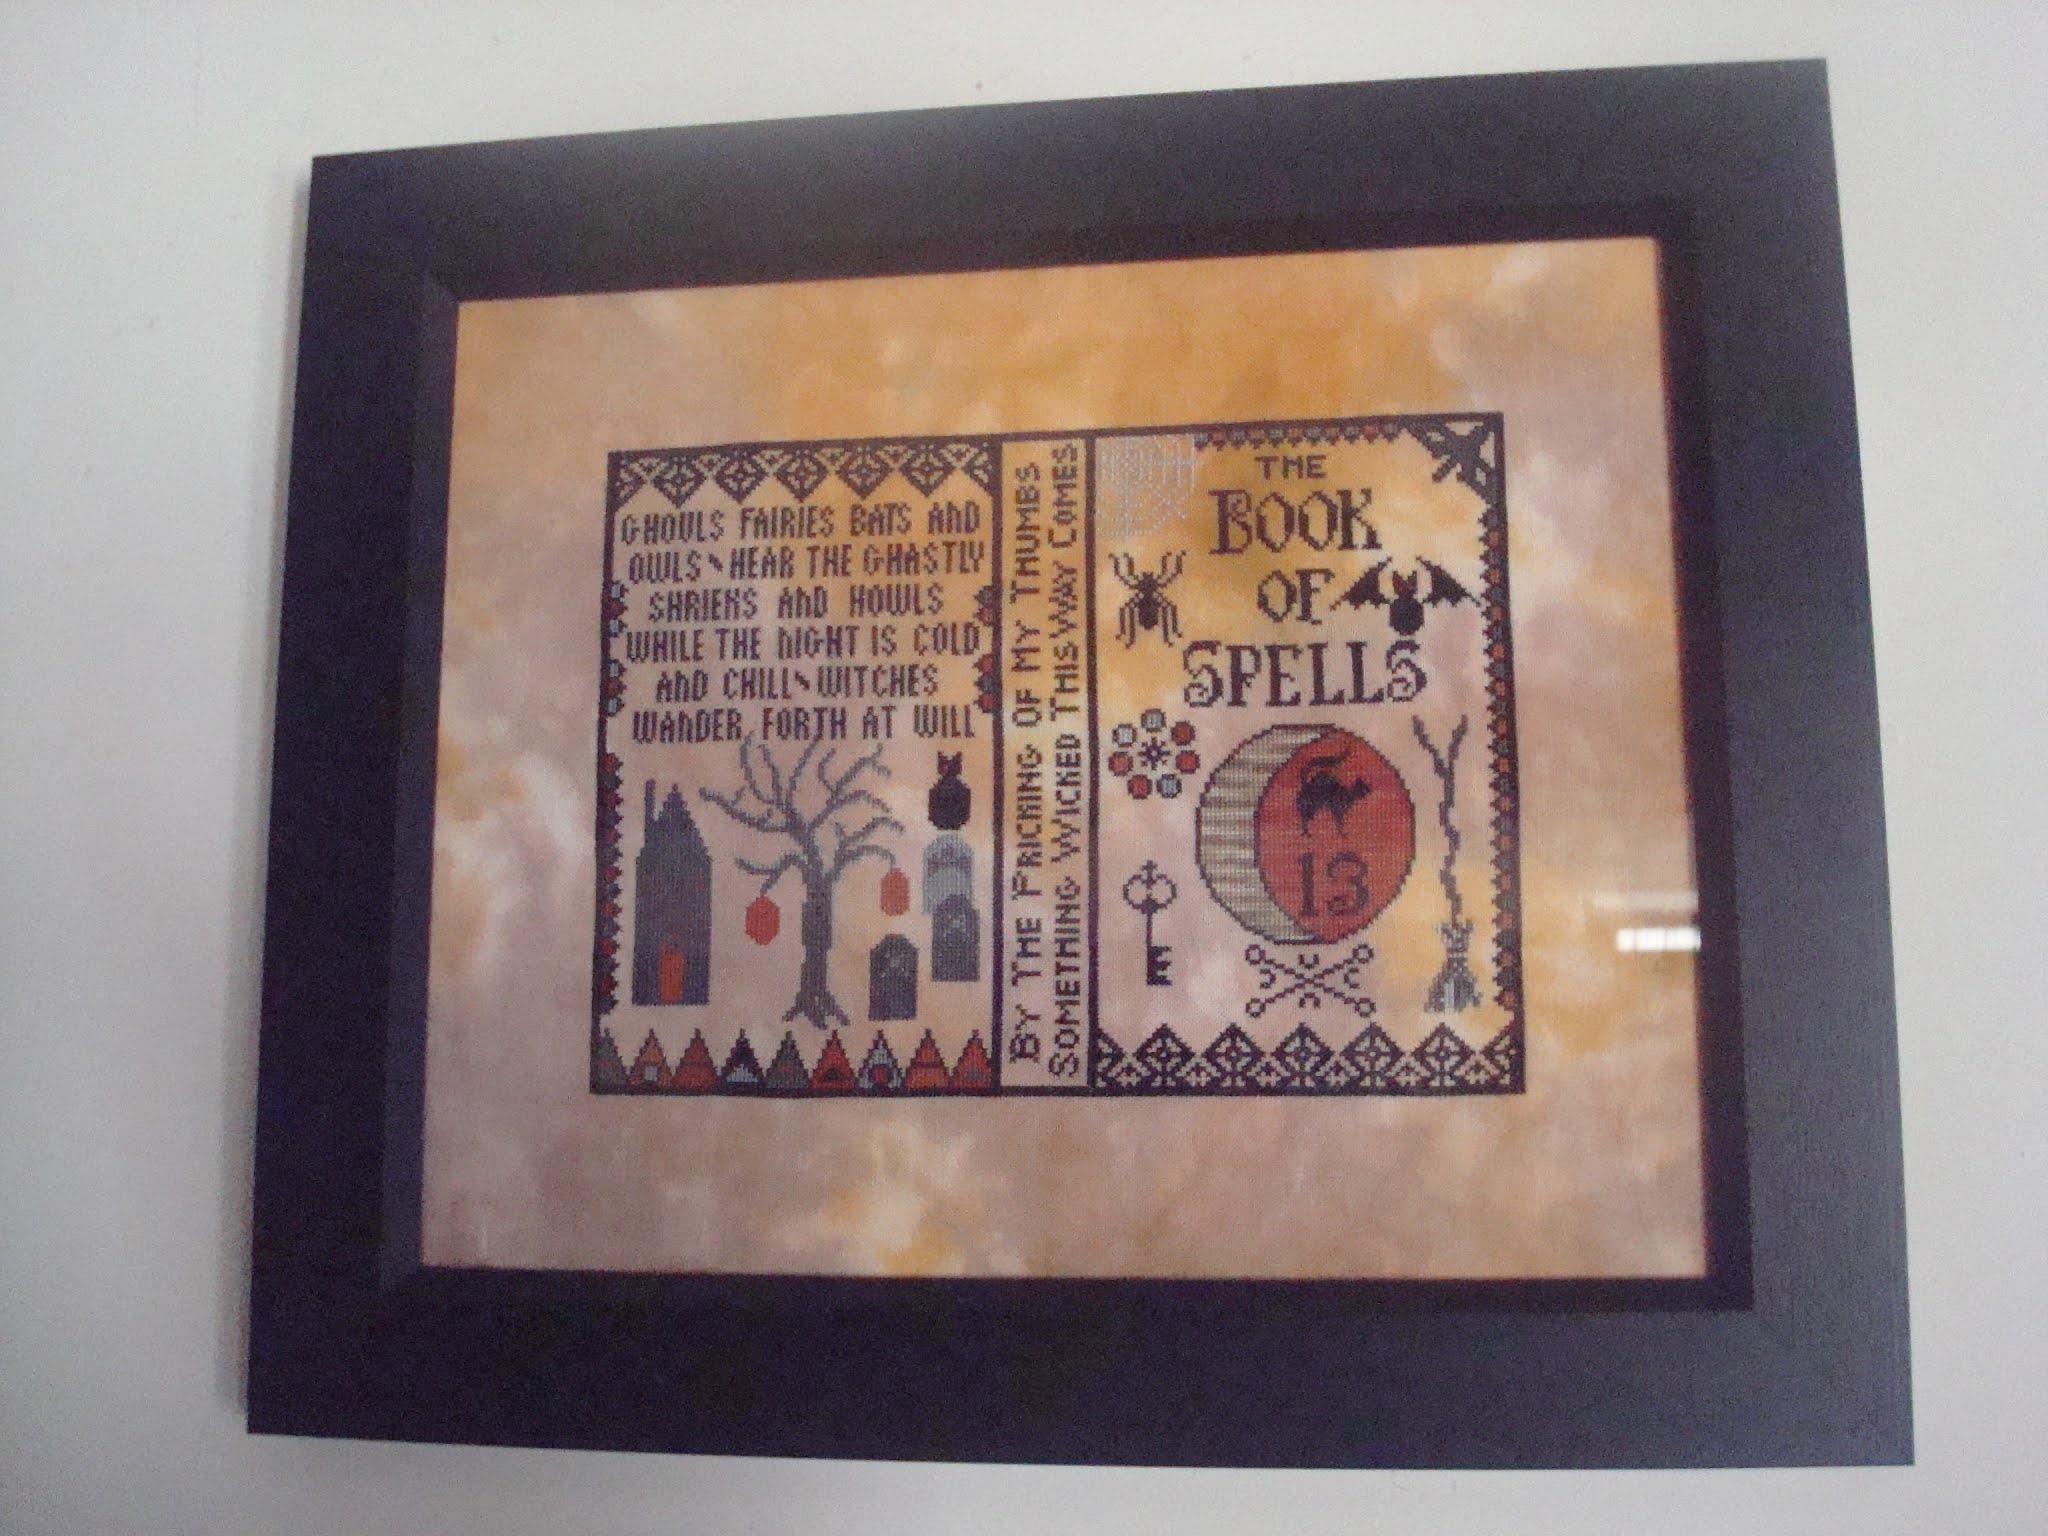 GHOULS FAIRIES BATS AND
OWLS ~ HEAR THE GHASTLY
SHRIEKS AND HOWLS
WHILE THE NIGHT IS COLD
AND CHILL ~ WITCHES
WANDER FORTH AT WILL
BY THE PRICKING OF MY THUMBS
SOMETHING WICKED THIS WAY COMES
THE
BOOK
OF
SPELLS
13